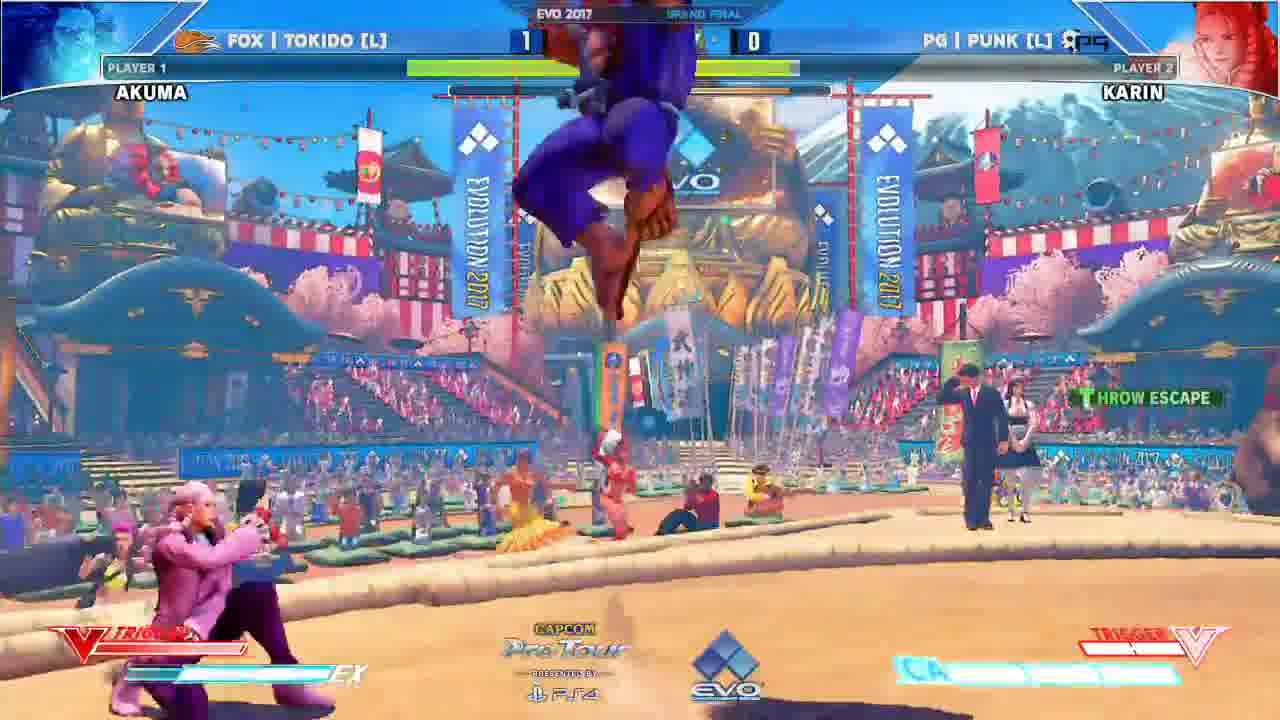 EVO 2017 GRAND FINAL
FOX | TOKIDO [L] 1 0 PG | PUNK [L] PG
PLAYER 1 PLAYER 2
AKUMA KARIN
EVO
EVOLUTION 2017 EVOLUTION 2017
THROW ESCAPE
TRIGGER TRIGGER
V V
EX CA
CAPCOM
Pro Tour
PRESENTED BY
PS4
EVO